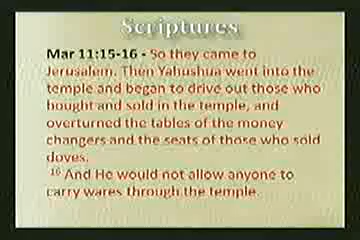 Scriptures
Mar 11:15-16 - So they came to
Jerusalem. Then Yahushua went into the
temple and began to drive out those who
bought and sold in the temple, and
overturned the tables of the money
changers and the seats of those who sold
doves.
16 And He would not allow anyone to
carry wares through the temple.